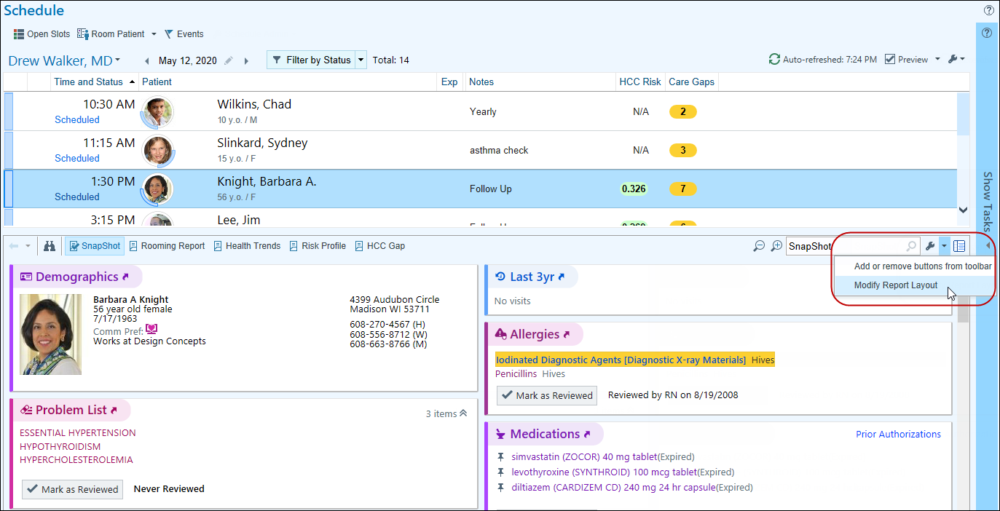 Schedule
Open Slots Room Patient Events
Drew Walker, MD May 12, 2020 Filter by Status Total: 14 Auto-refreshed: 7:24 PM Preview
Time and Status Patient Exp Notes HCC Risk Care Gaps
10:30 AM Wilkins, Chad
Scheduled 10 y.o. / M Yearly N/A 2
11:15 AM Slinkard, Sydney
Scheduled 15 y.o. / F asthma check N/A 3
1:30 PM Knight, Barbara A.
Scheduled 56 y.o. / F Follow Up 0.326 7
3:15 PM Lee, Jim
Show Tasks
SnapShot Rooming Report Health Trends Risk Profile HCC Gap SnapShot
Add or remove buttons from toolbar
Modify Report Layout
Demographics
Barbara A Knight
56 year old female
7/17/1963
Comm Pref:
Works at Design Concepts
4399 Audubon Circle
Madison WI 53711
608-270-4567 (H)
608-556-8712 (W)
608-663-8766 (M)
Problem List
3 items
ESSENTIAL HYPERTENSION
HYPOTHYROIDISM
HYPERCHOLESTEROLEMIA
Mark as Reviewed Never Reviewed
Last 3yr
No visits
Allergies
Iodinated Diagnostic Agents [Diagnostic X-ray Materials] Hives
Penicillins Hives
Mark as Reviewed Reviewed by RN on 8/19/2008
Medications Prior Authorizations
simvastatin (ZOCOR) 40 mg tablet(Expired)
levothyroxine (SYNTHROID) 100 mcg tablet(Expired)
diltiazem (CARDIZEM CD) 240 mg 24 hr capsule(Expired)